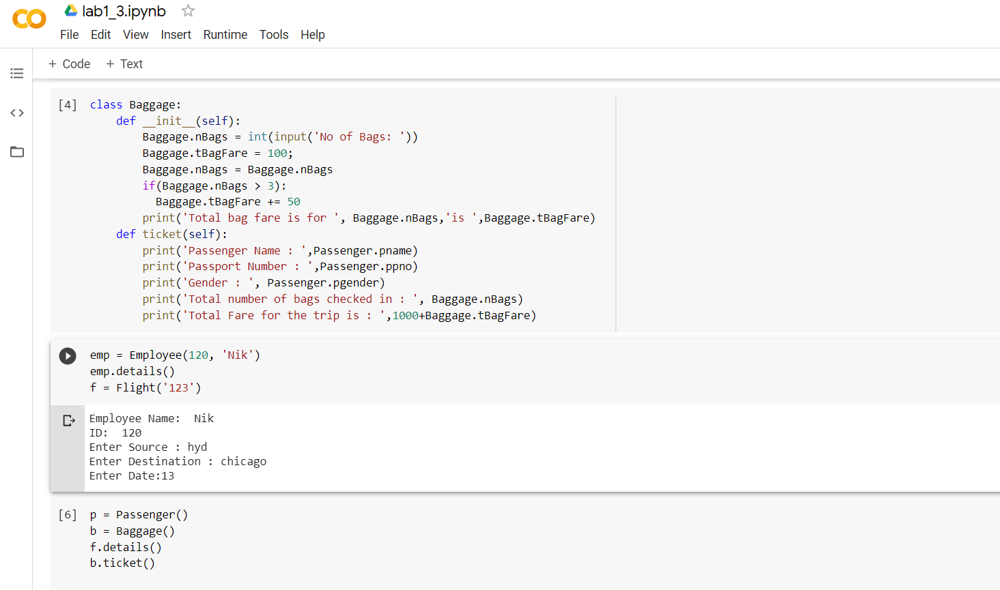 lab1_3.ipynb
File Edit View Insert Runtime Tools Help
+ Code + Text
[4] class Baggage:
    def __init__(self):
        Baggage.nBags = int(input('No of Bags: '))
        Baggage.tBagFare = 100;
        Baggage.nBags = Baggage.nBags
        if(Baggage.nBags > 3):
          Baggage.tBagFare += 50
        print('Total bag fare is for ', Baggage.nBags,'is ',Baggage.tBagFare)
    def ticket(self):
        print('Passenger Name : ',Passenger.pname)
        print('Passport Number : ',Passenger.ppno)
        print('Gender : ', Passenger.pgender)
        print('Total number of bags checked in : ', Baggage.nBags)
        print('Total Fare for the trip is : ',1000+Baggage.tBagFare)
emp = Employee(120, 'Nik')
emp.details()
f = Flight('123')
Employee Name:  Nik
ID:  120
Enter Source : hyd
Enter Destination : chicago
Enter Date:13
[6] p = Passenger()
b = Baggage()
f.details()
b.ticket()